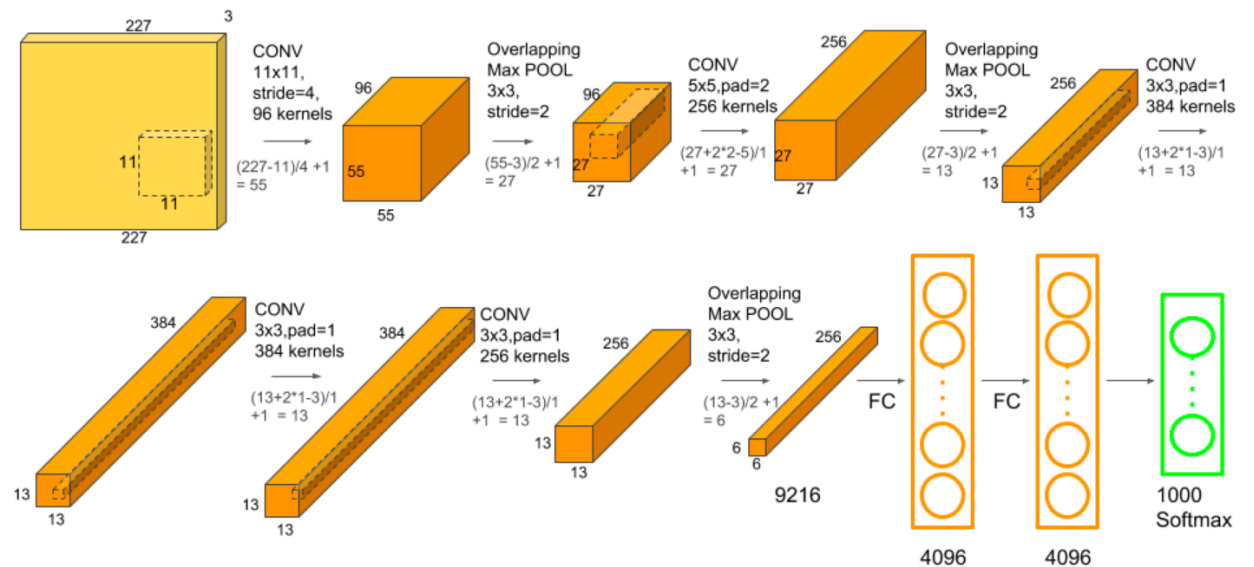 227
3
CONV
11x11,
stride=4,
96 kernels
(227-11)/4 +1
= 55
11
11
227
96
55
55
Overlapping
Max POOL
3x3,
stride=2
(55-3)/2 +1
= 27
96
27
27
CONV
5x5,pad=2
256 kernels
(27+2*2-5)/1
+1 = 27
256
27
27
Overlapping
Max POOL
3x3,
stride=2
(27-3)/2 +1
= 13
256
13
13
CONV
3x3,pad=1
384 kernels
(13+2*1-3)/1
+1 = 13
384
13
13
CONV
3x3,pad=1
384 kernels
(13+2*1-3)/1
+1 = 13
384
13
13
CONV
3x3,pad=1
256 kernels
(13+2*1-3)/1
+1 = 13
256
13
13
Overlapping
Max POOL
3x3,
stride=2
(13-3)/2 +1
= 6
256
6
6
9216
FC
4096
FC
4096
1000
Softmax